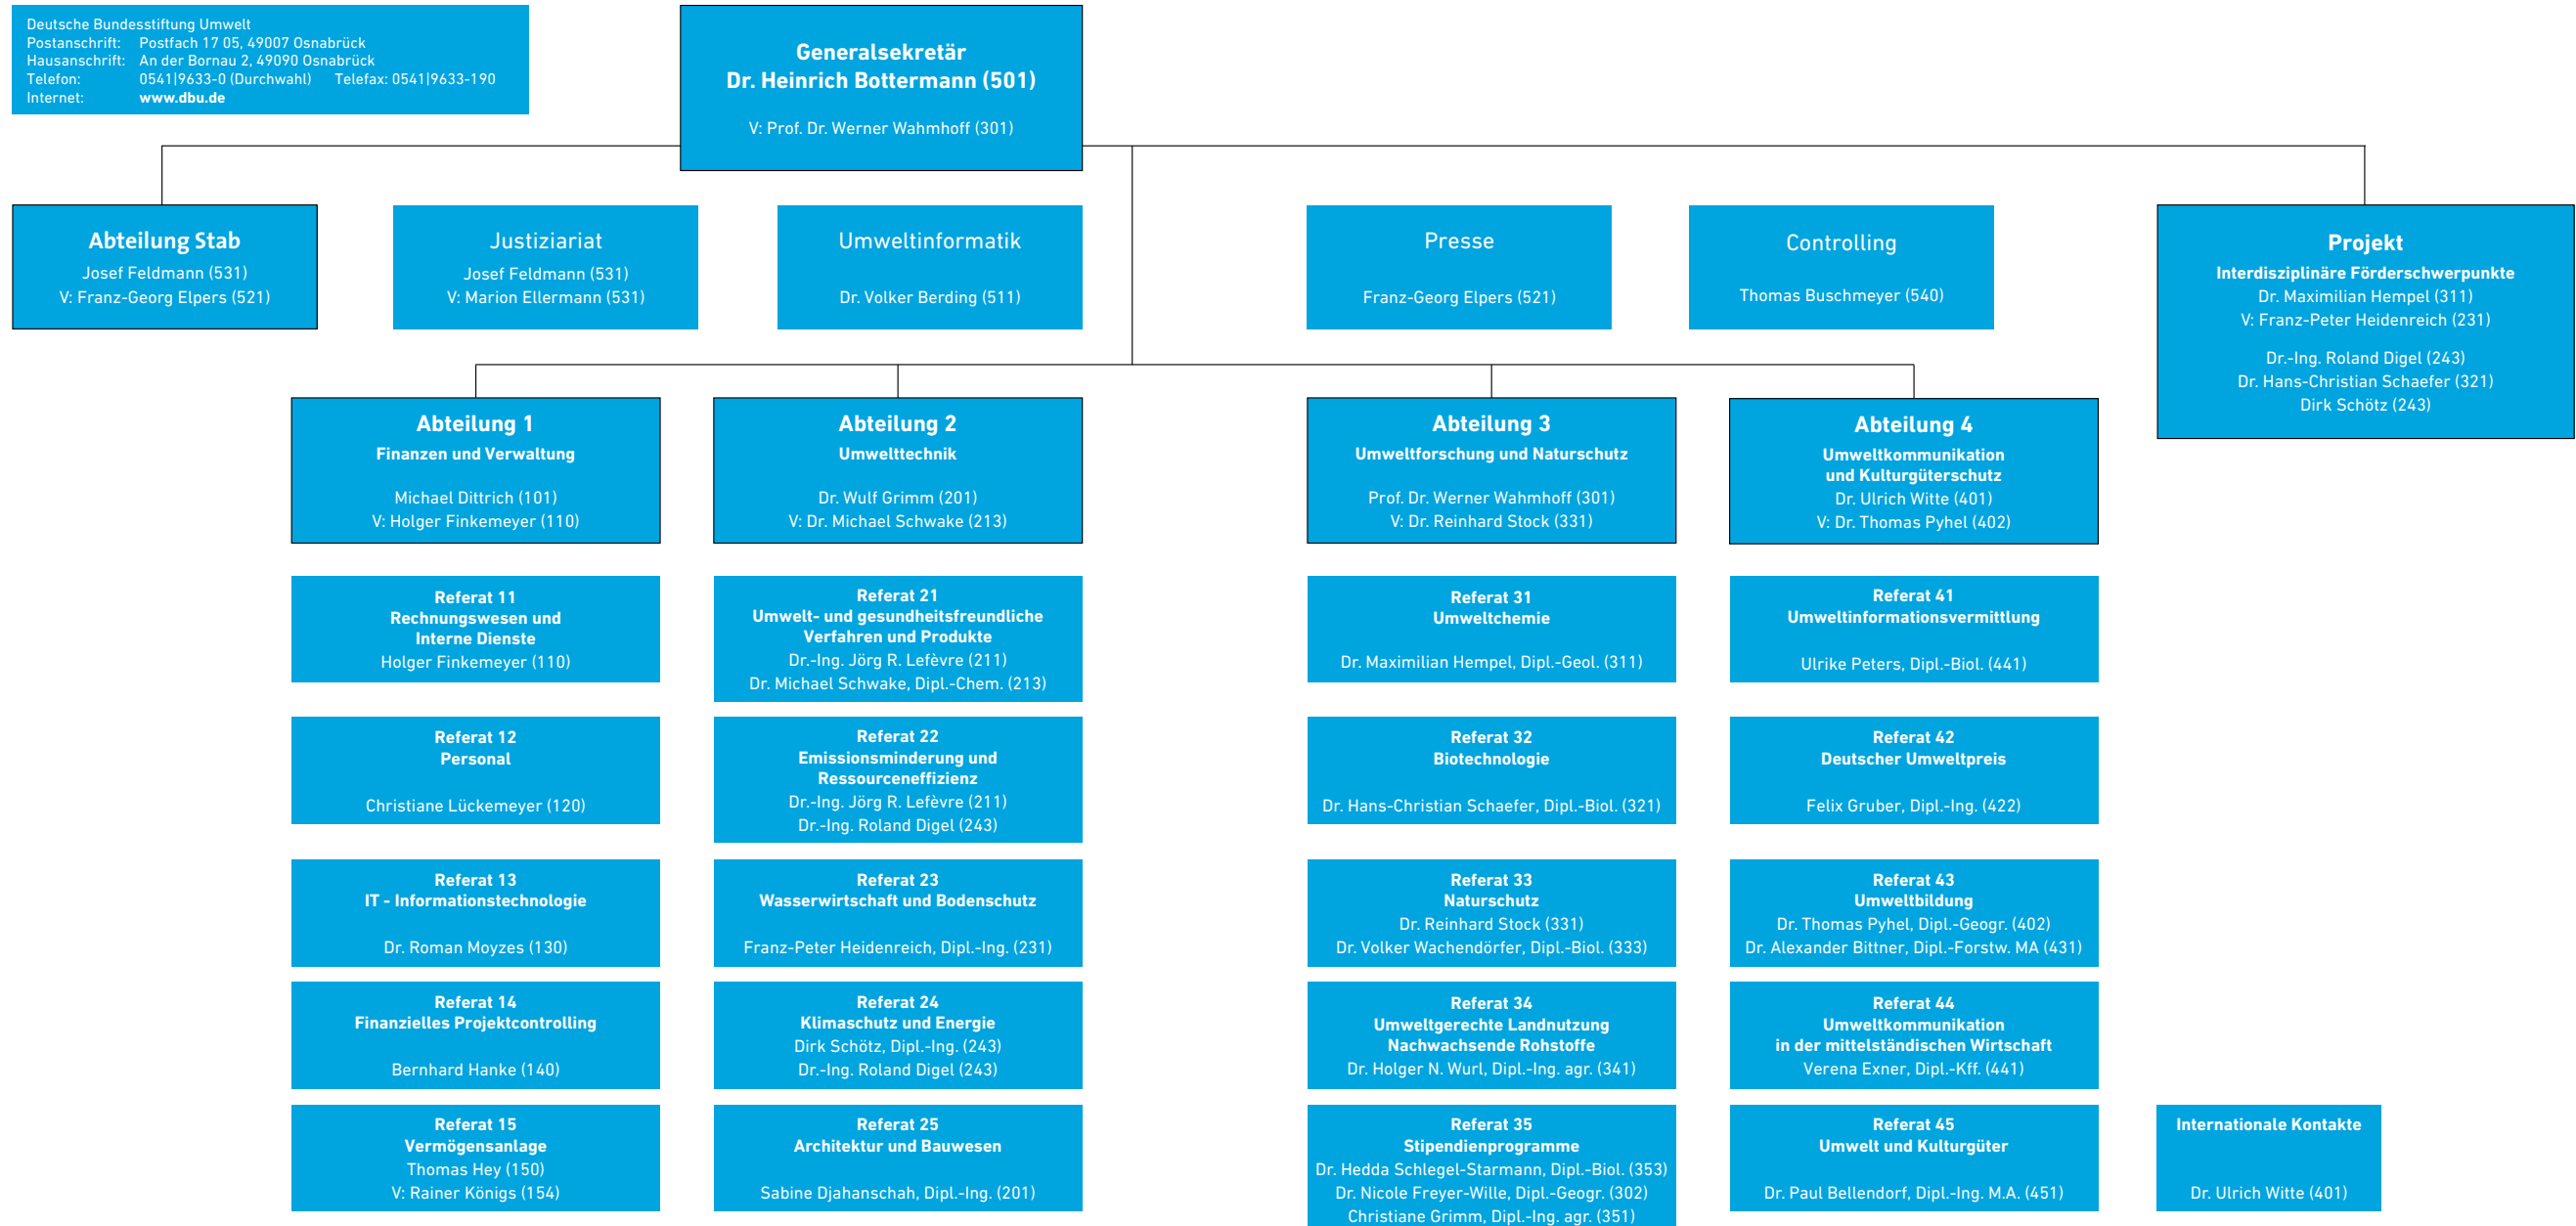 Deutsche Bundesstiftung Umwelt
Postanschrift: Postfach 17 05, 49007 Osnabrück
Hausanschrift: An der Bornau 2, 49090 Osnabrück
Telefon: 0541|9633-0 (Durchwahl) Telefax: 0541|9633-190
Internet: www.dbu.de
Generalsekretär
Dr. Heinrich Bottermann (501)
V: Prof. Dr. Werner Wahmhoff (301)
Abteilung Stab
Josef Feldmann (531)
V: Franz-Georg Elpers (521)
Justiziariat
Josef Feldmann (531)
V: Marion Ellermann (531)
Umweltinformatik
Dr. Volker Berding (511)
Presse
Franz-Georg Elpers (521)
Controlling
Thomas Buschmeyer (540)
Projekt
Interdisziplinäre Förderschwerpunkte
Dr. Maximilian Hempel (311)
V: Franz-Peter Heidenreich (231)
Dr.-Ing. Roland Digel (243)
Dr. Hans-Christian Schaefer (321)
Dirk Schötz (243)
Abteilung 1
Finanzen und Verwaltung
Michael Dittrich (101)
V: Holger Finkemeyer (110)
Abteilung 2
Umwelttechnik
Dr. Wulf Grimm (201)
V: Dr. Michael Schwake (213)
Abteilung 3
Umweltforschung und Naturschutz
Prof. Dr. Werner Wahmhoff (301)
V: Dr. Reinhard Stock (331)
Abteilung 4
Umweltkommunikation
und Kulturgüterschutz
Dr. Ulrich Witte (401)
V: Dr. Thomas Pyhel (402)
Referat 11
Rechnungswesen und
Interne Dienste
Holger Finkemeyer (110)
Referat 21
Umwelt- und gesundheitsfreundliche
Verfahren und Produkte
Dr.-Ing. Jörg R. Lefèvre (211)
Dr. Michael Schwake, Dipl.-Chem. (213)
Referat 31
Umweltchemie
Dr. Maximilian Hempel, Dipl.-Geol. (311)
Referat 41
Umweltinformationsvermittlung
Ulrike Peters, Dipl.-Biol. (441)
Referat 12
Personal
Christiane Lückemeyer (120)
Referat 22
Emissionsminderung und
Ressourceneffizienz
Dr.-Ing. Jörg R. Lefèvre (211)
Dr.-Ing. Roland Digel (243)
Referat 32
Biotechnologie
Dr. Hans-Christian Schaefer, Dipl.-Biol. (321)
Referat 42
Deutscher Umweltpreis
Felix Gruber, Dipl.-Ing. (422)
Referat 13
IT - Informationstechnologie
Dr. Roman Moyzes (130)
Referat 23
Wasserwirtschaft und Bodenschutz
Franz-Peter Heidenreich, Dipl.-Ing. (231)
Referat 33
Naturschutz
Dr. Reinhard Stock (331)
Dr. Volker Wachendörfer, Dipl.-Biol. (333)
Referat 43
Umweltbildung
Dr. Thomas Pyhel, Dipl.-Geogr. (402)
Dr. Alexander Bittner, Dipl.-Forstw. MA (431)
Referat 14
Finanzielles Projektcontrolling
Bernhard Hanke (140)
Referat 24
Klimaschutz und Energie
Dirk Schötz, Dipl.-Ing. (243)
Dr.-Ing. Roland Digel (243)
Referat 34
Umweltgerechte Landnutzung
Nachwachsende Rohstoffe
Dr. Holger N. Wurl, Dipl.-Ing. agr. (341)
Referat 44
Umweltkommunikation
in der mittelständischen Wirtschaft
Verena Exner, Dipl.-Kff. (441)
Referat 15
Vermögensanlage
Thomas Hey (150)
V: Rainer Königs (154)
Referat 25
Architektur und Bauwesen
Sabine Djahanschah, Dipl.-Ing. (201)
Referat 35
Stipendienprogramme
Dr. Hedda Schlegel-Starmann, Dipl.-Biol. (353)
Dr. Nicole Freyer-Wille, Dipl.-Geogr. (302)
Christiane Grimm, Dipl.-Ing. agr. (351)
Referat 45
Umwelt und Kulturgüter
Dr. Paul Bellendorf, Dipl.-Ing. M.A. (451)
Internationale Kontakte
Dr. Ulrich Witte (401)